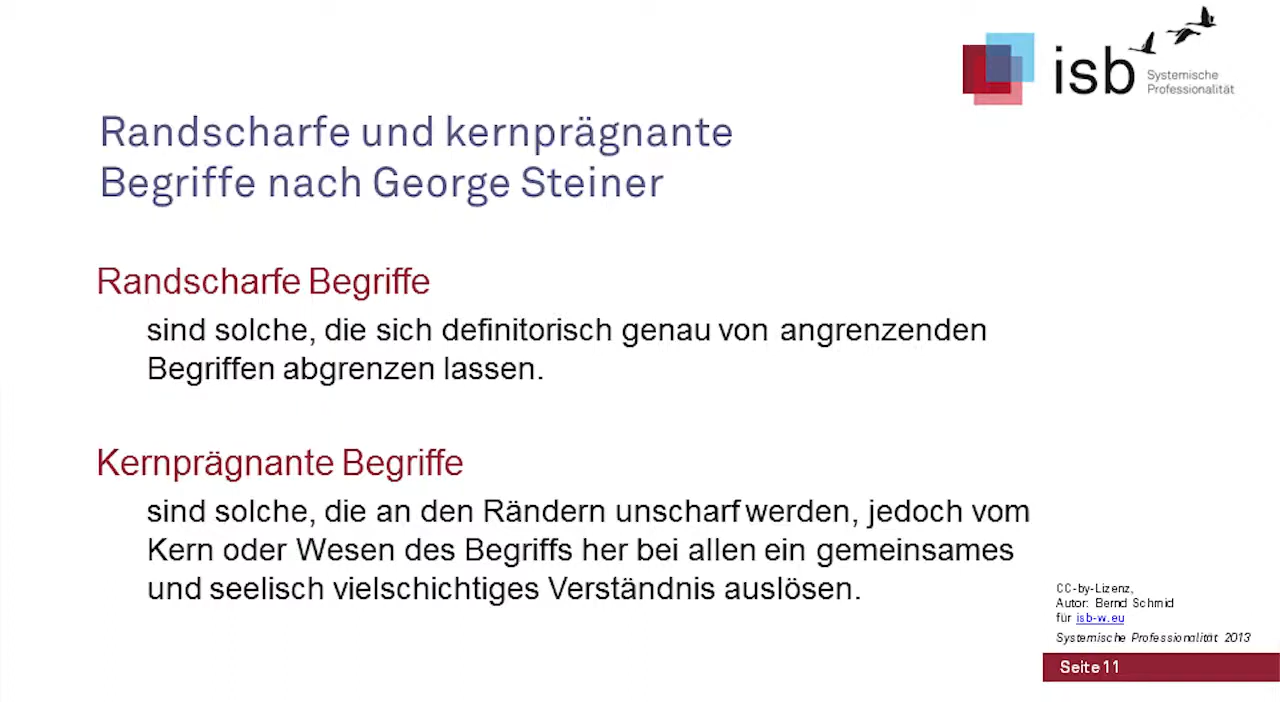 isb
Systemische
Professionalität
Randscharfe und kernprägnante
Begriffe nach George Steiner
Randscharfe Begriffe
sind solche, die sich definitorisch genau von angrenzenden
Begriffen abgrenzen lassen.
Kernprägnante Begriffe
sind solche, die an den Rändern unscharf werden, jedoch vom
Kern oder Wesen des Begriffs her bei allen ein gemeinsames
und seelisch vielschichtiges Verständnis auslösen.
CC-by-Lizenz,
Autor: Bernd Schmid
für isb-w.eu
Systemische Professionalität 2013
Seite 11